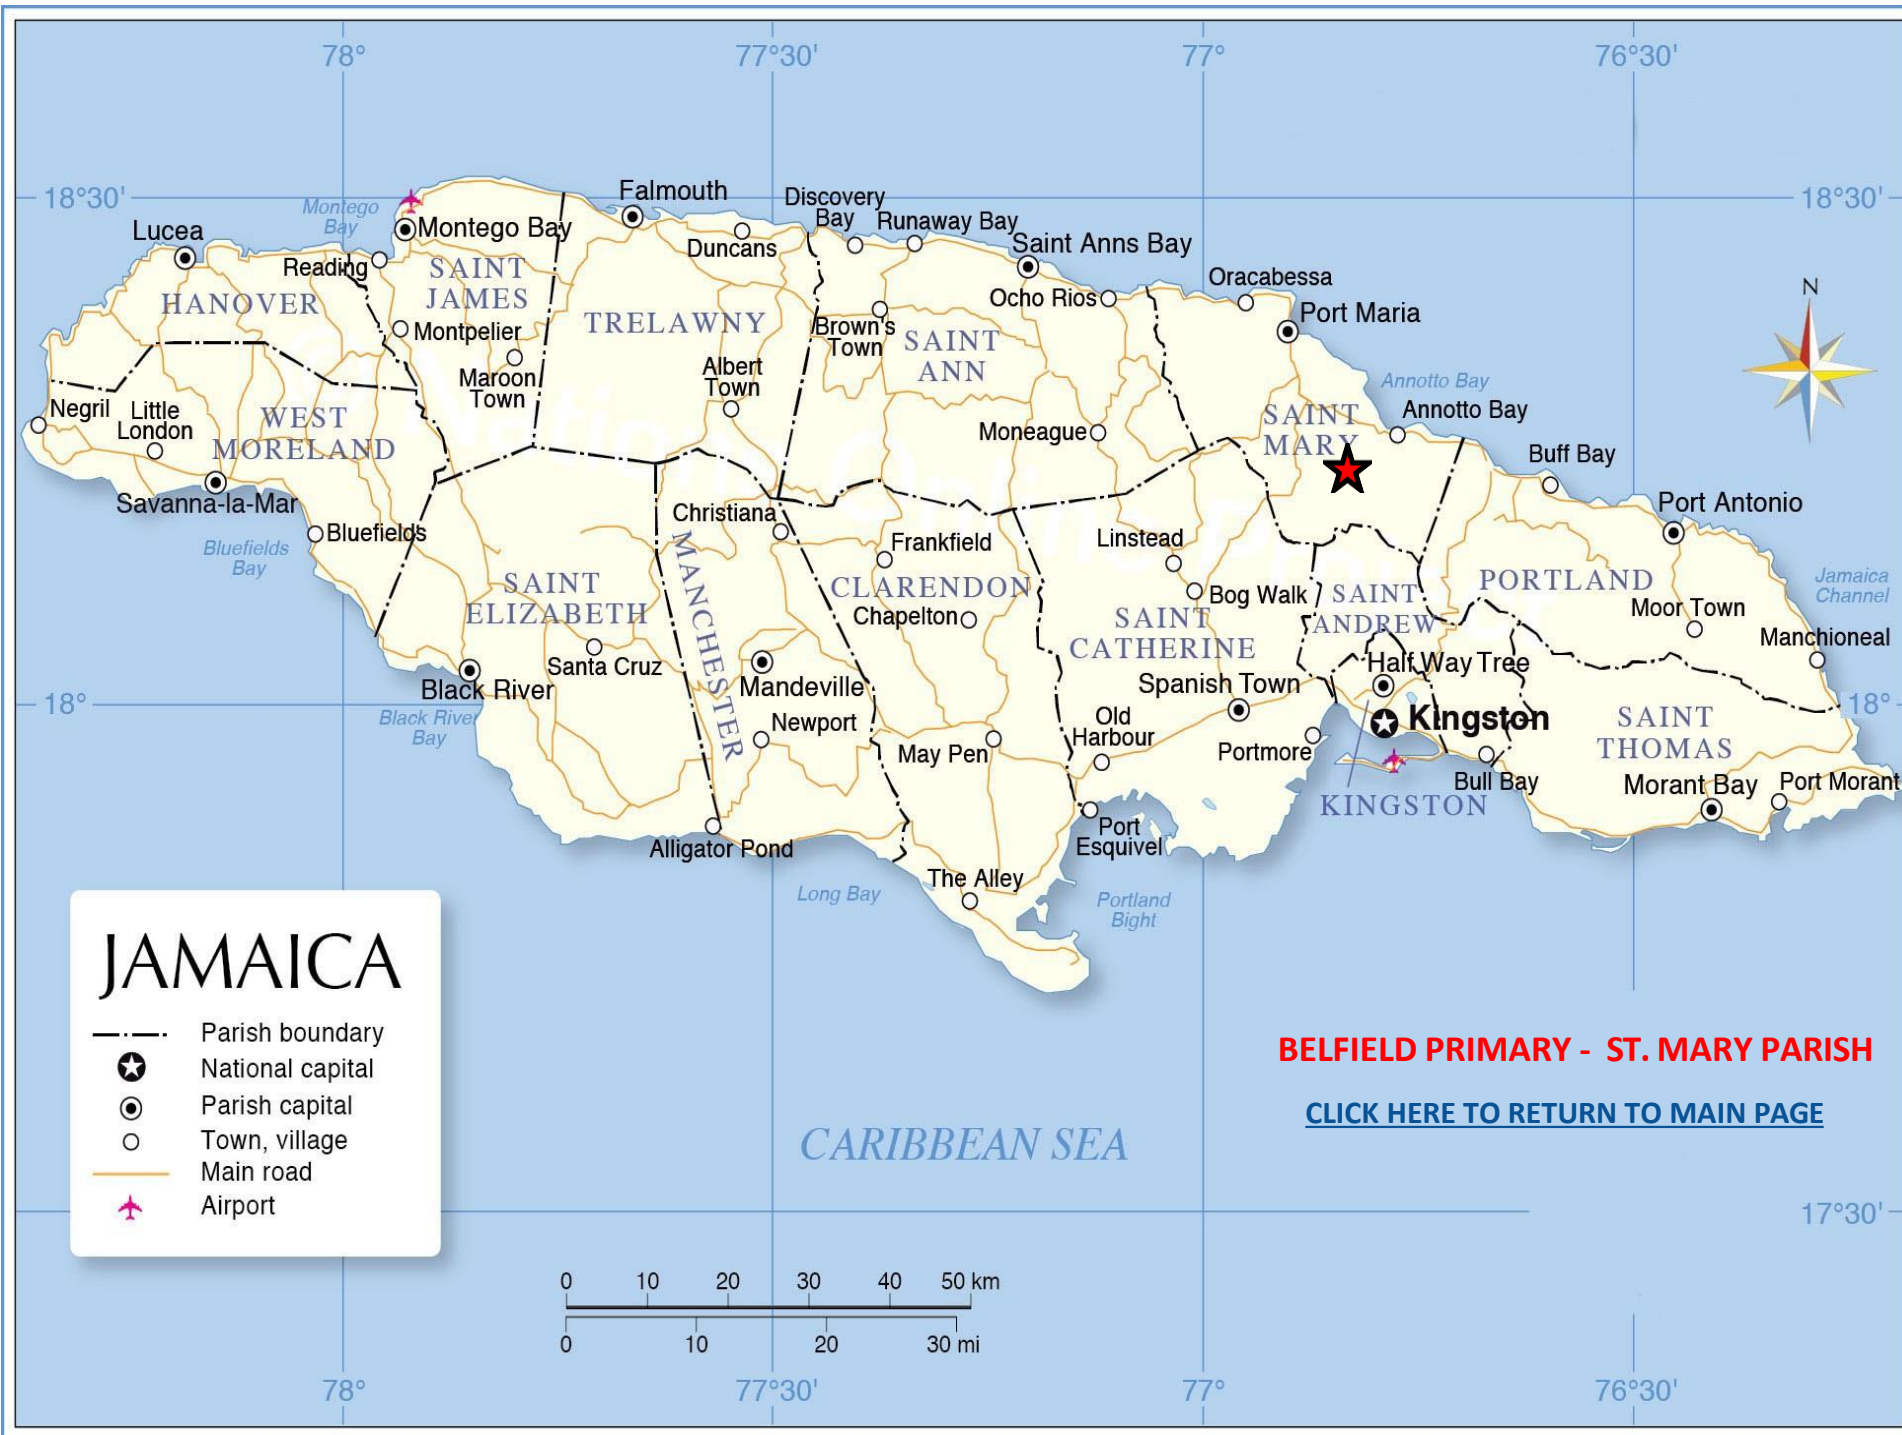 78°
77°30'
77°
76°30'
18°30'
18°30'
Montego
Bay
Lucea
Montego Bay
Falmouth
Discovery
Bay
Runaway Bay
Saint Anns Bay
Duncans
Reading
SAINT
JAMES
HANOVER
Ocho Rios
Oracabessa
Port Maria
N
Montpelier
TRELAWNY
Brown's
Town
SAINT
ANN
Maroon
Town
Albert
Town
Annotto Bay
Annotto Bay
Negril
Little
London
WEST
MORELAND
Moneague
SAINT
MARY
Buff Bay
Savanna-la-Mar
Port Antonio
Christiana
Bluefields
Bluefields
Bay
Frankfield
Linstead
MANCHESTER
SAINT
ELIZABETH
CLARENDON
Chapelton
Bog Walk
SAINT
ANDREW
PORTLAND
Moor Town
Jamaica
Channel
Manchioneal
SAINT
CATHERINE
Santa Cruz
Black River
Mandeville
Half Way Tree
Spanish Town
18°
18°
Black River
Bay
Newport
May Pen
Old
Harbour
Portmore
Kingston
SAINT
THOMAS
Bull Bay
Morant Bay
Port Morant
KINGSTON
Alligator Pond
Port
Esquivel
The Alley
Long Bay
Portland
Bight
JAMAICA
Parish boundary
National capital
Parish capital
Town, village
Main road
Airport
BELFIELD PRIMARY - ST. MARY PARISH
CLICK HERE TO RETURN TO MAIN PAGE
CARIBBEAN SEA
17°30'
0 10 20 30 40 50 km
0 10 20 30 mi
78°
77°30'
77°
76°30'